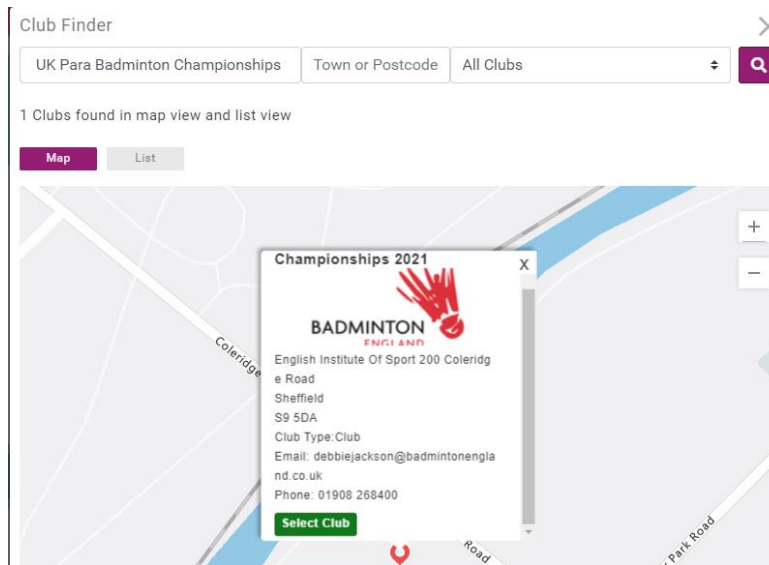 Club Finder
X
UK Para Badminton Championships
Town or Postcode
All Clubs
1 Clubs found in map view and list view
Map
List
+
−
Championships 2021
X
BADMINTON
ENGLAND
English Institute Of Sport 200 Coleridg
e Road
Sheffield
S9 5DA
Club Type:Club
Email: debbiejackson@badmintonengla
nd.co.uk
Phone: 01908 268400
Select Club
Coleridge
Road
Park Road